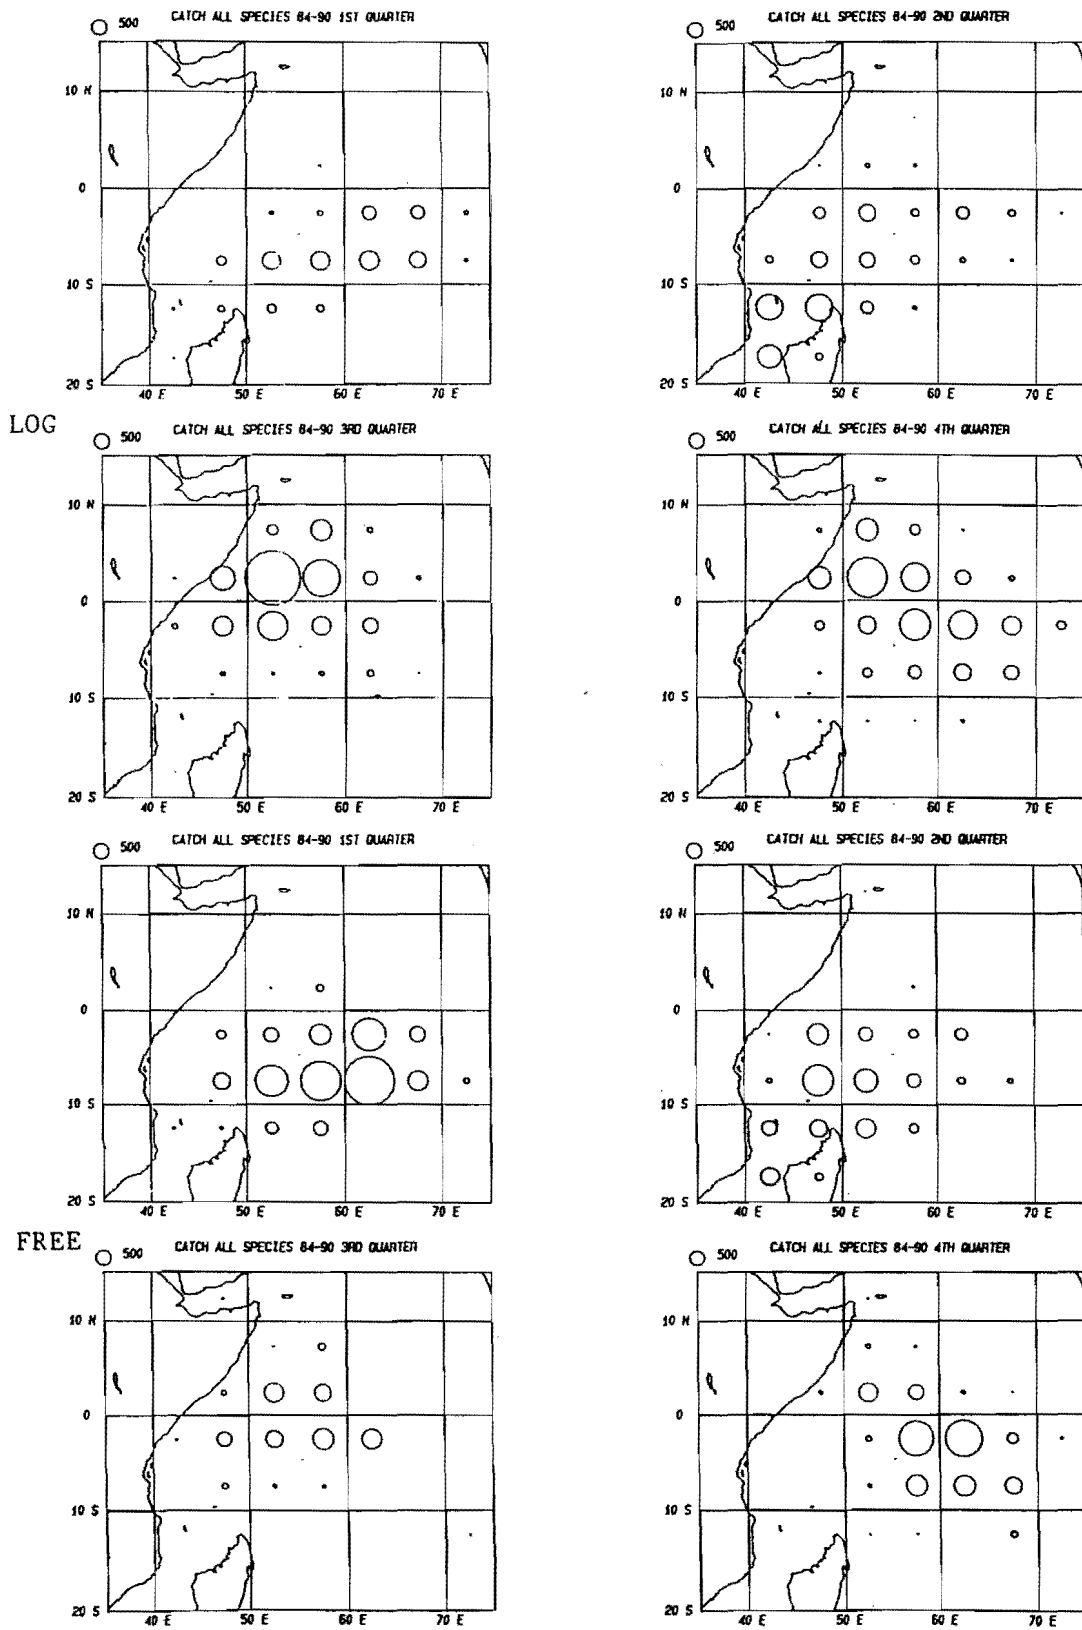 500 CATCH ALL SPECIES 84-90 1ST QUARTER
10 N
0
10 S
20 S
40 E 50 E 60 E 70 E
500 CATCH ALL SPECIES 84-90 2ND QUARTER
10 N
0
10 S
20 S
40 E 50 E 60 E 70 E
LOG
500 CATCH ALL SPECIES 84-90 3RD QUARTER
10 N
0
10 S
20 S
40 E 50 E 60 E 70 E
500 CATCH ALL SPECIES 84-90 4TH QUARTER
10 N
0
10 S
20 S
40 E 50 E 60 E 70 E
500 CATCH ALL SPECIES 84-90 1ST QUARTER
10 N
0
10 S
20 S
40 E 50 E 60 E 70 E
500 CATCH ALL SPECIES 84-90 2ND QUARTER
10 N
0
10 S
20 S
40 E 50 E 60 E 70 E
FREE
500 CATCH ALL SPECIES 84-90 3RD QUARTER
10 N
0
10 S
20 S
40 E 50 E 60 E 70 E
500 CATCH ALL SPECIES 84-90 4TH QUARTER
10 N
0
10 S
20 S
40 E 50 E 60 E 70 E